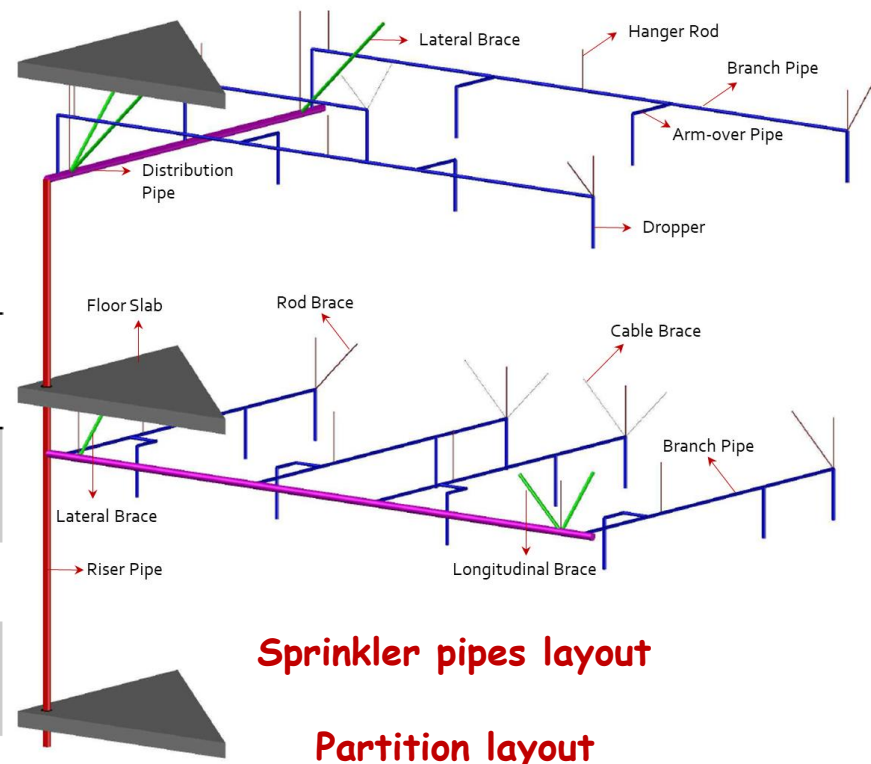 Lateral Brace
Hanger Rod
Branch Pipe
Arm-over Pipe
Distribution
Pipe
Dropper
Floor Slab
Rod Brace
Cable Brace
Branch Pipe
Lateral Brace
Longitudinal Brace
Riser Pipe
Sprinkler pipes layout
Partition layout